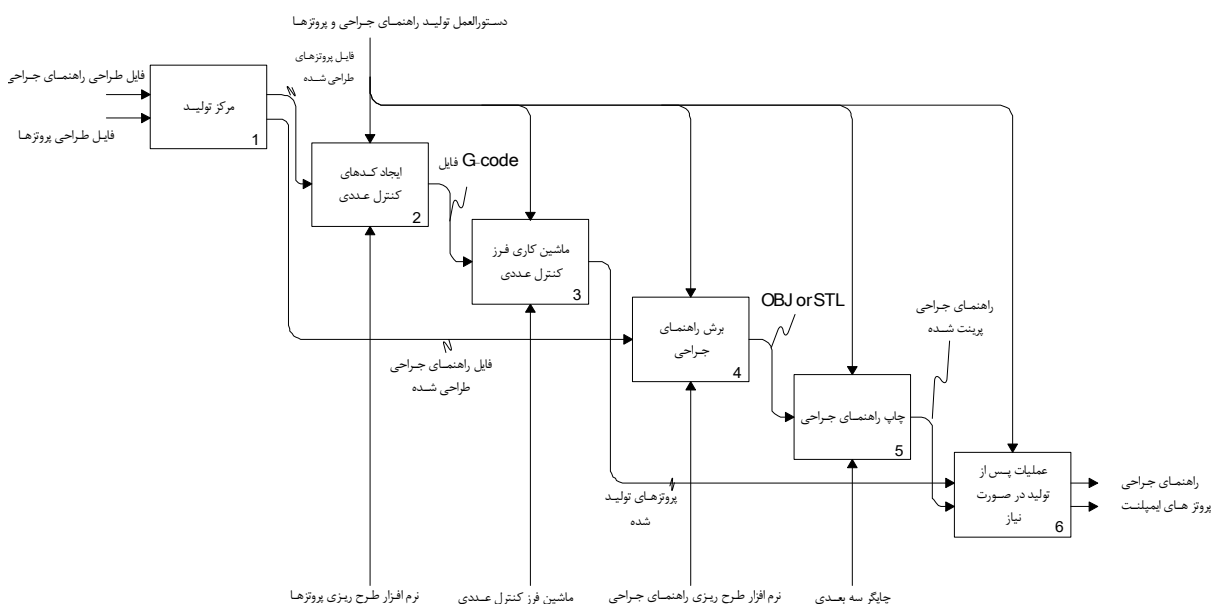 دستورالعمل تولید راهنمای جراحی و پروتزها
فایل پروتزهای
طراحی شده
فایل طراحی راهنمای جراحی
فایل طراحی پروتزها
مرکز تولید
1
ایجاد کدهای
کنترل عددی
2
فایل G-code
ماشین کاری فرز
کنترل عددی
3
برش راهنمای
جراحی
4
OBJ or STL
راهنمای جراحی
پرینت شده
فایل راهنمای جراحی
طراحی شده
چاپ راهنمای جراحی
5
عملیات پس از
تولید در صورت
نیاز
6
راهنمای جراحی
پروتز های ایمپلنت
پروتزهای تولید
شده
نرم افزار طرح ریزی پروتزها
ماشین فرز کنترل عددی
نرم افزار طرح ریزی راهنمای جراحی
چاپگر سه بعدی